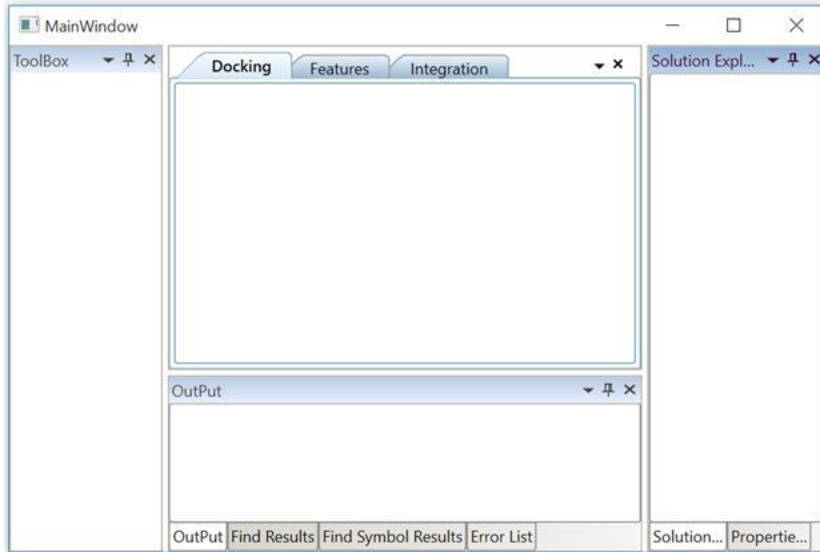 MainWindow
ToolBox
Docking Features Integration
Solution Expl...
OutPut
OutPut Find Results Find Symbol Results Error List
Solution... Propertie...